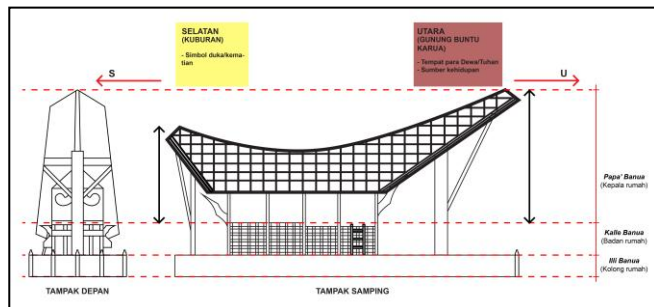 SELATAN
(KUBURAN)
- Simbol duka/kema-
tian
UTARA
(GUNUNG BUNTU
KARUA)
- Tempat para Dewa/Tuhan
- Sumber kehidupan
S
U
Papa' Banua
(Kepala rumah)
Kalle Banua
(Badan rumah)
Illi Banua
(Kolong rumah)
TAMPAK DEPAN
TAMPAK SAMPING